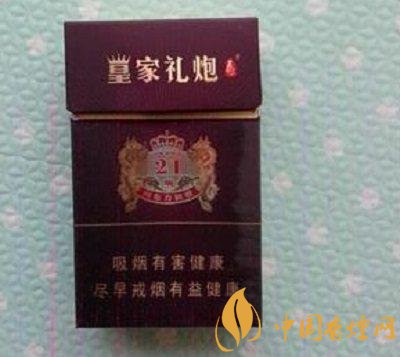 皇家礼炮
21
吸烟有害健康
尽早戒烟有益健康
中国香烟网